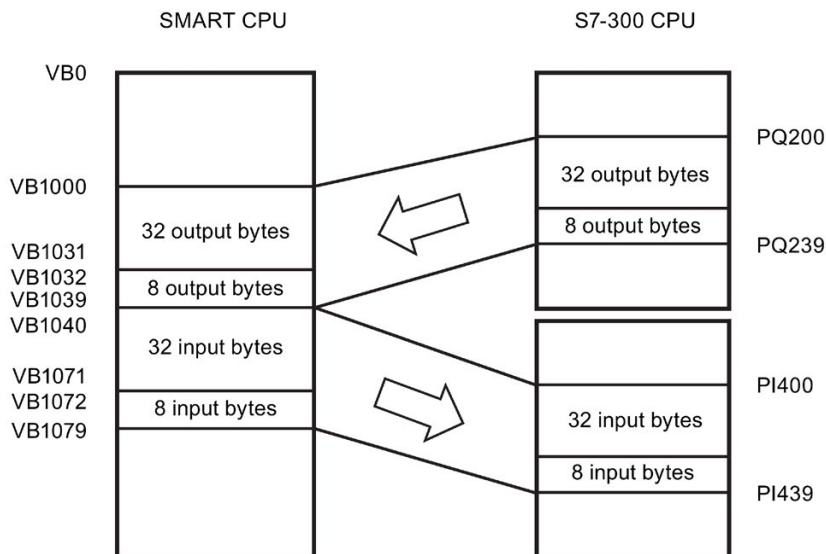 SMART CPU
S7-300 CPU
VB0
PQ200
VB1000
32 output bytes
32 output bytes
8 output bytes
PQ239
VB1031
VB1032
8 output bytes
VB1039
VB1040
32 input bytes
VB1071
VB1072
8 input bytes
VB1079
PI400
32 input bytes
8 input bytes
PI439